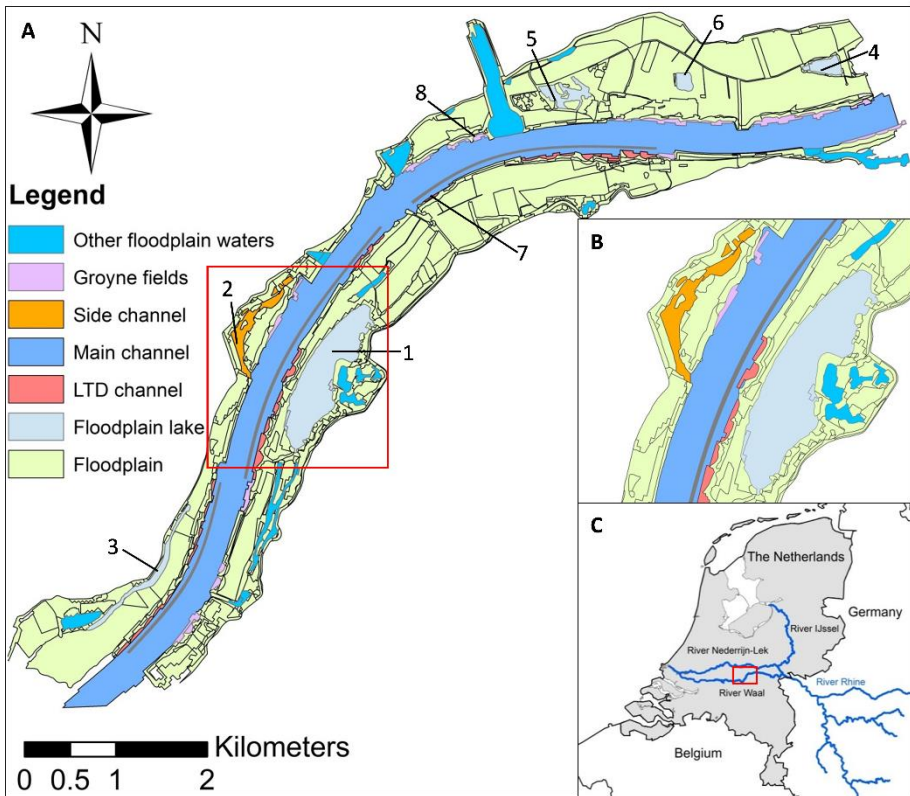 A
6
5
4
8
7
Legend
Other floodplain waters
Groyne fields
Side channel
Main channel
LTD channel
Floodplain lake
Floodplain
2
1
3
Kilometers
0 0.5 1 2
B
C
The Netherlands
Germany
River IJssel
River Nederrijn-Lek
River Rhine
River Waal
Belgium